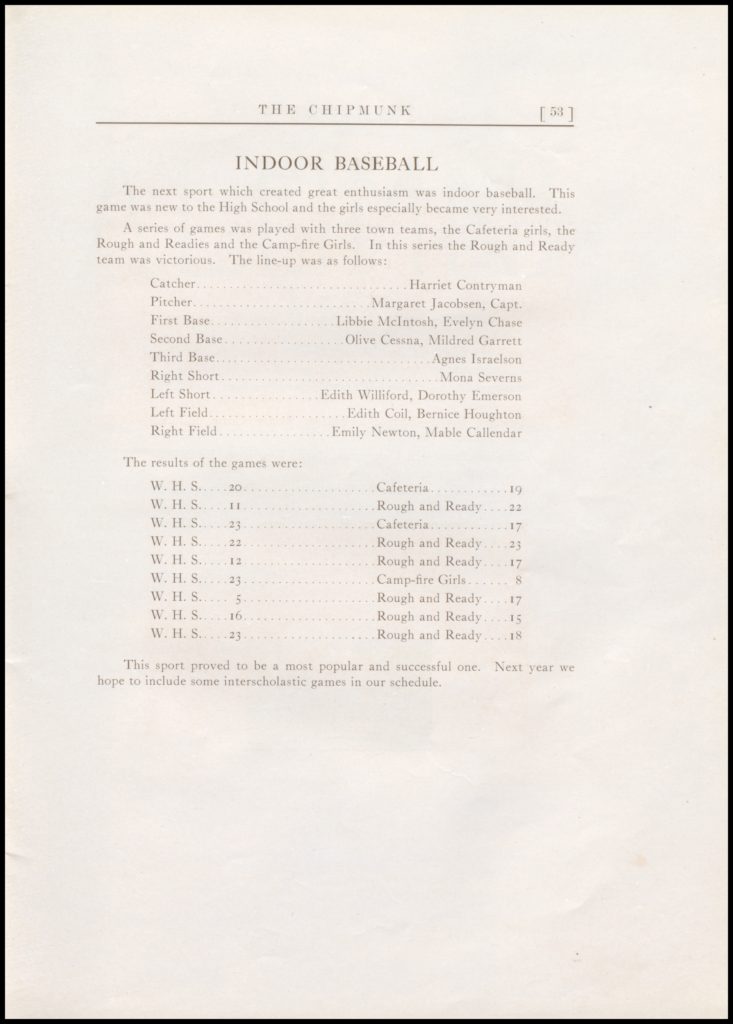 THE CHIPMUNK [ 53 ]
INDOOR BASEBALL
The next sport which created great enthusiasm was indoor baseball. This
game was new to the High School and the girls especially became very interested.
A series of games was played with three town teams, the Cafeteria girls, the
Rough and Readies and the Camp-fire Girls. In this series the Rough and Ready
team was victorious. The line-up was as follows:
Catcher................................Harriet Contryman
Pitcher...........................Margaret Jacobsen, Capt.
First Base...................Libbie McIntosh, Evelyn Chase
Second Base..................Olive Cessna, Mildred Garrett
Third Base................................Agnes Israelson
Right Short.................................Mona Severns
Left Short................Edith Williford, Dorothy Emerson
Left Field.....................Edith Coil, Bernice Houghton
Right Field.................Emily Newton, Mable Callendar
The results of the games were:
W. H. S.....20....................Cafeteria............19
W. H. S.....11....................Rough and Ready....22
W. H. S.....23....................Cafeteria............17
W. H. S.....22....................Rough and Ready....23
W. H. S.....12....................Rough and Ready....17
W. H. S.....23....................Camp-fire Girls...... 8
W. H. S..... 5....................Rough and Ready....17
W. H. S.....16....................Rough and Ready....15
W. H. S.....23....................Rough and Ready....18
This sport proved to be a most popular and successful one. Next year we
hope to include some interscholastic games in our schedule.